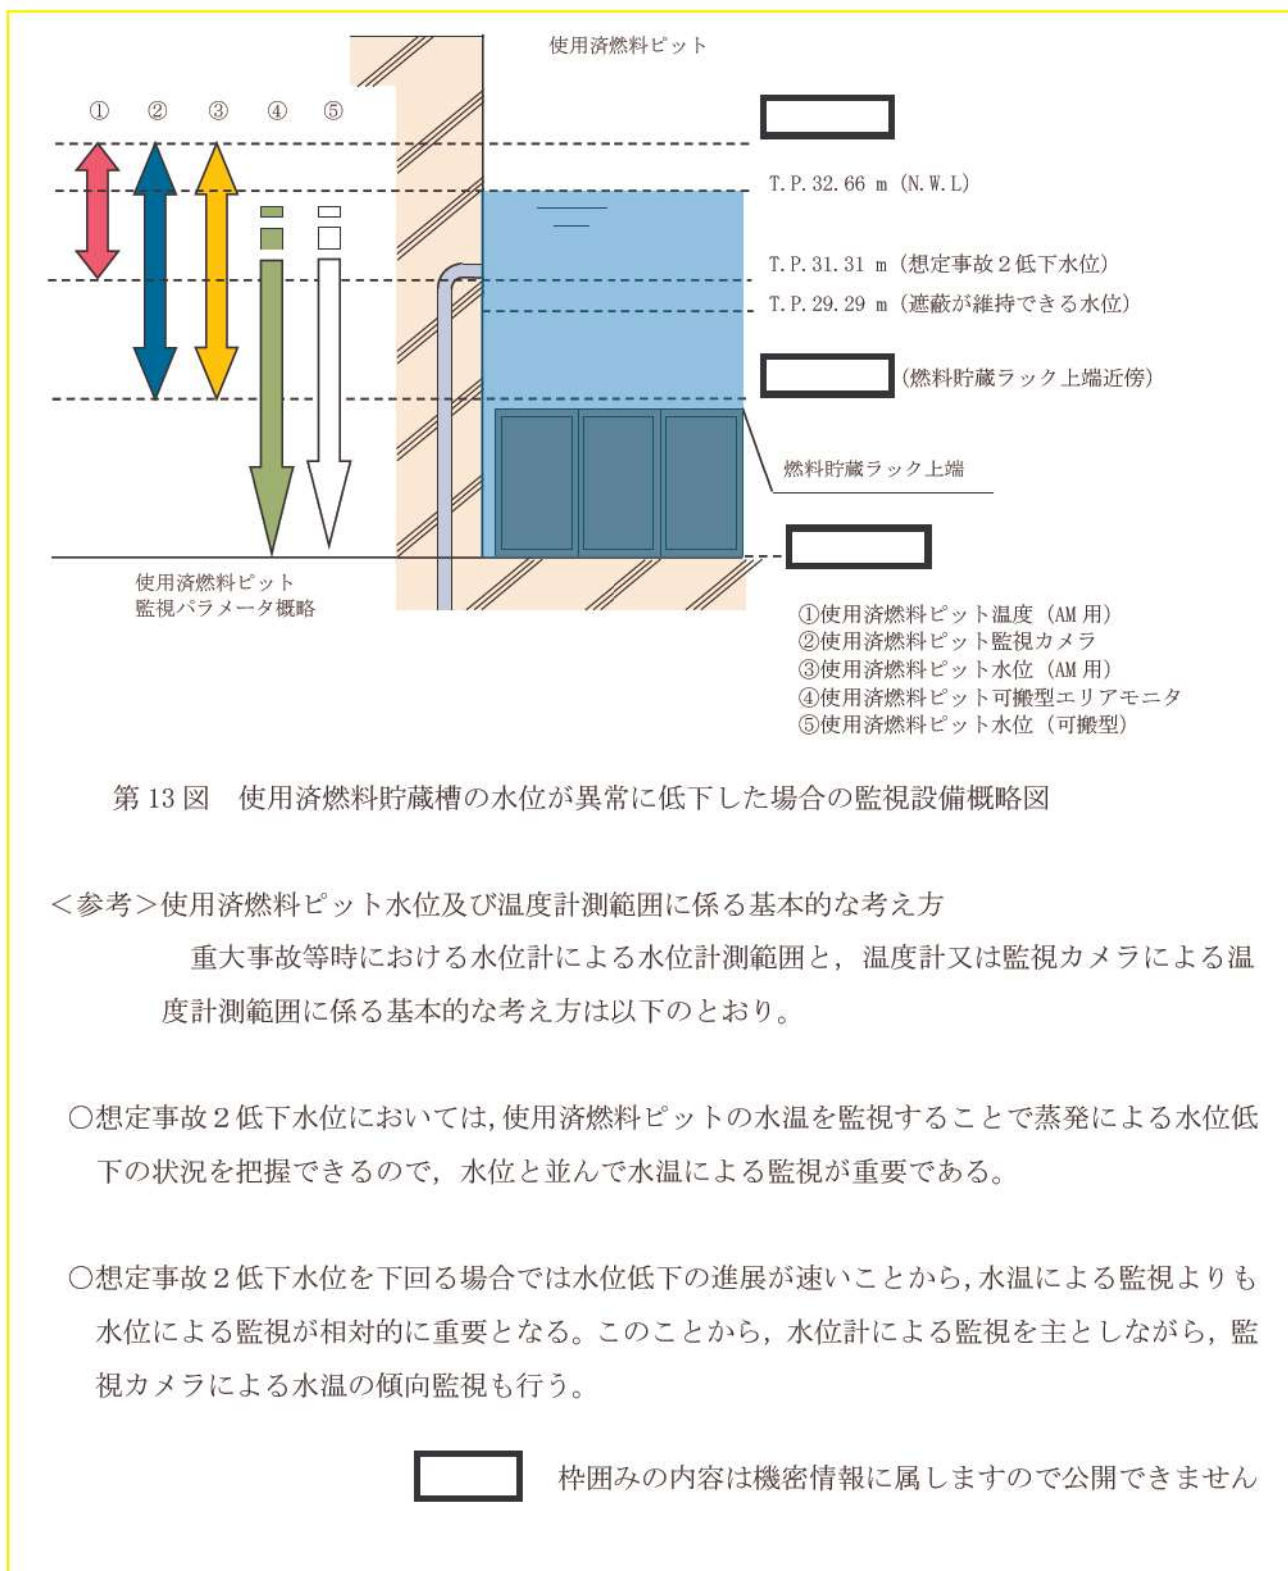 使用済燃料ピット
① ② ③ ④ ⑤
T.P.32.66 m (N.W.L)
T.P.31.31 m (想定事故2低下水位)
T.P.29.29 m (遮蔽が維持できる水位)
(燃料貯蔵ラック上端近傍)
燃料貯蔵ラック上端
使用済燃料ピット
監視パラメータ概略
①使用済燃料ピット温度 (AM用)
②使用済燃料ピット監視カメラ
③使用済燃料ピット水位 (AM用)
④使用済燃料ピット可搬型エリアモニタ
⑤使用済燃料ピット水位 (可搬型)
第13図 使用済燃料貯蔵槽の水位が異常に低下した場合の監視設備概略図
＜参考＞使用済燃料ピット水位及び温度計測範囲に係る基本的な考え方
重大事故等時における水位計による水位計測範囲と，温度計又は監視カメラによる温
度計測範囲に係る基本的な考え方は以下のとおり。
○想定事故2低下水位においては，使用済燃料ピットの水温を監視することで蒸発による水位低
下の状況を把握できるので，水位と並んで水温による監視が重要である。
○想定事故2低下水位を下回る場合では水位低下の進展が速いことから，水温による監視よりも
水位による監視が相対的に重要となる。このことから，水位計による監視を主としながら，監
視カメラによる水温の傾向監視も行う。
枠囲みの内容は機密情報に属しますので公開できません